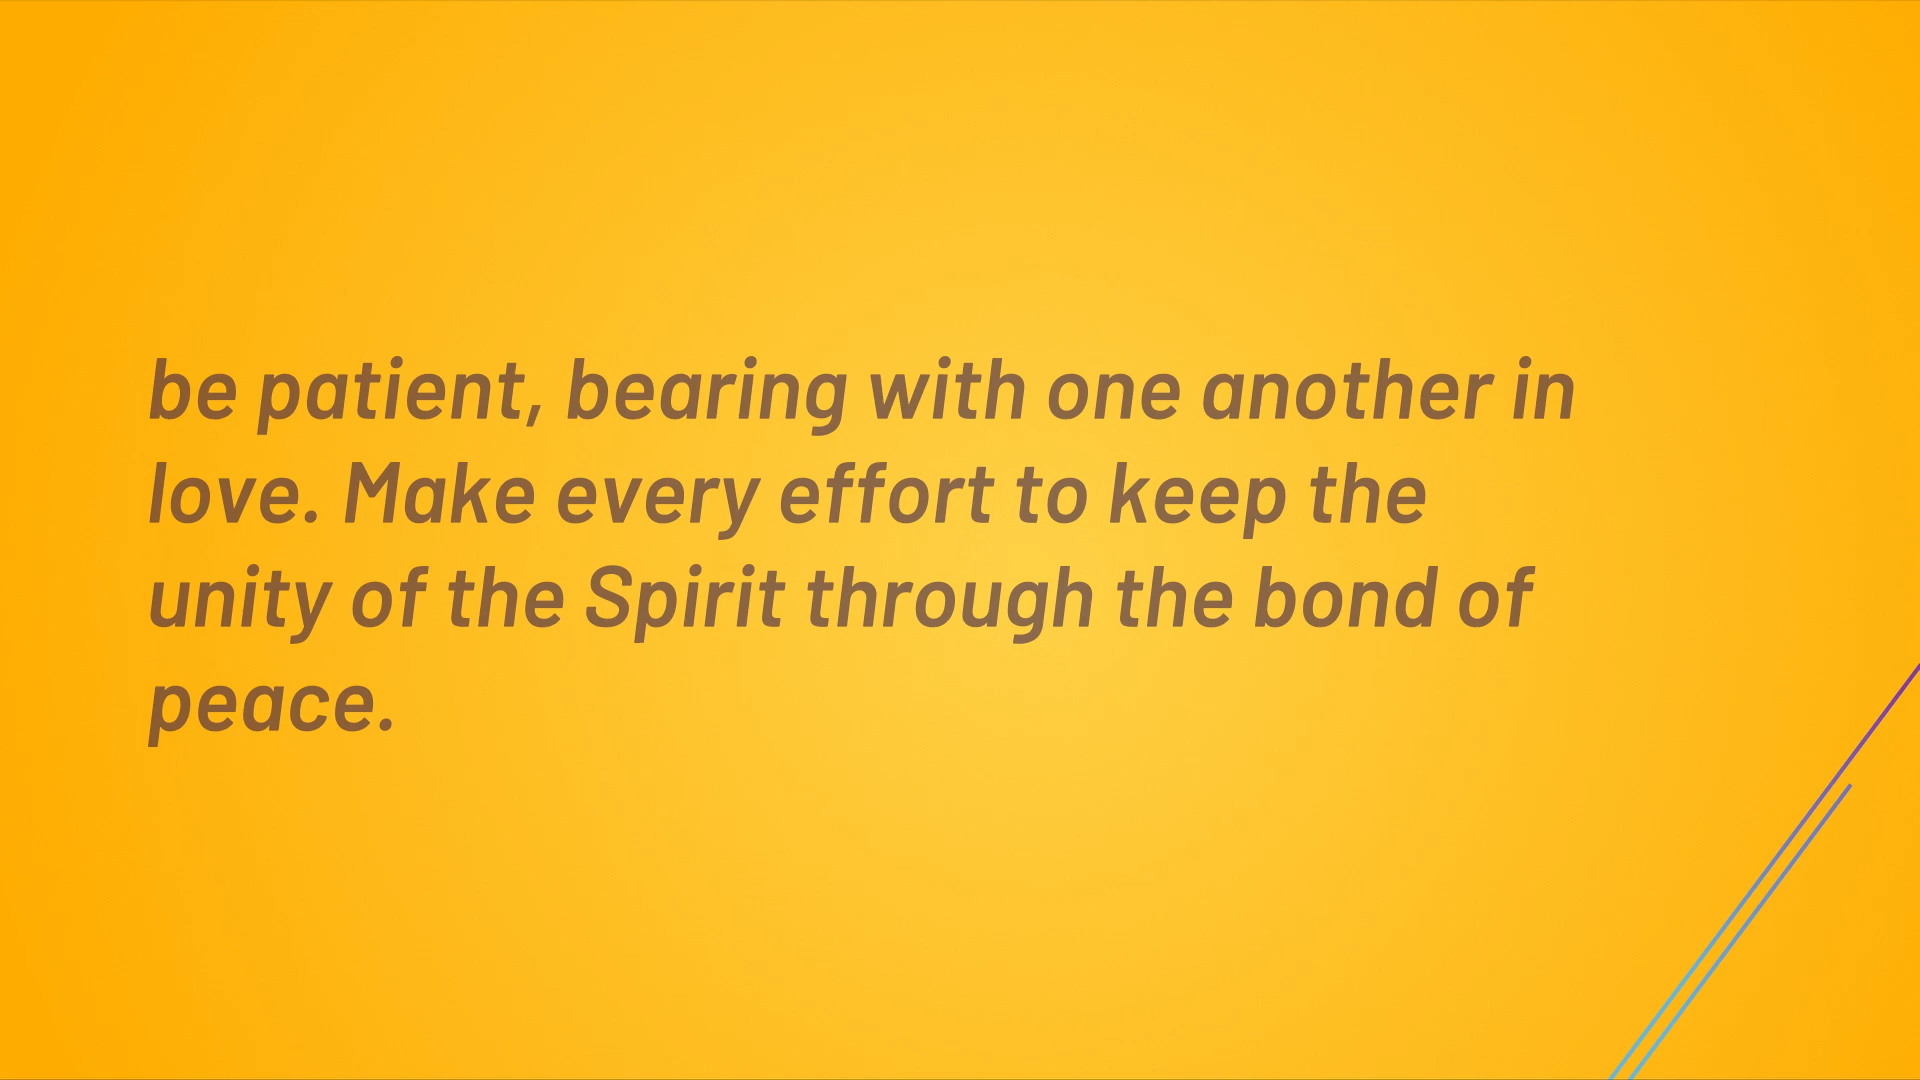 be patient, bearing with one another in
love. Make every effort to keep the
unity of the Spirit through the bond of
peace.